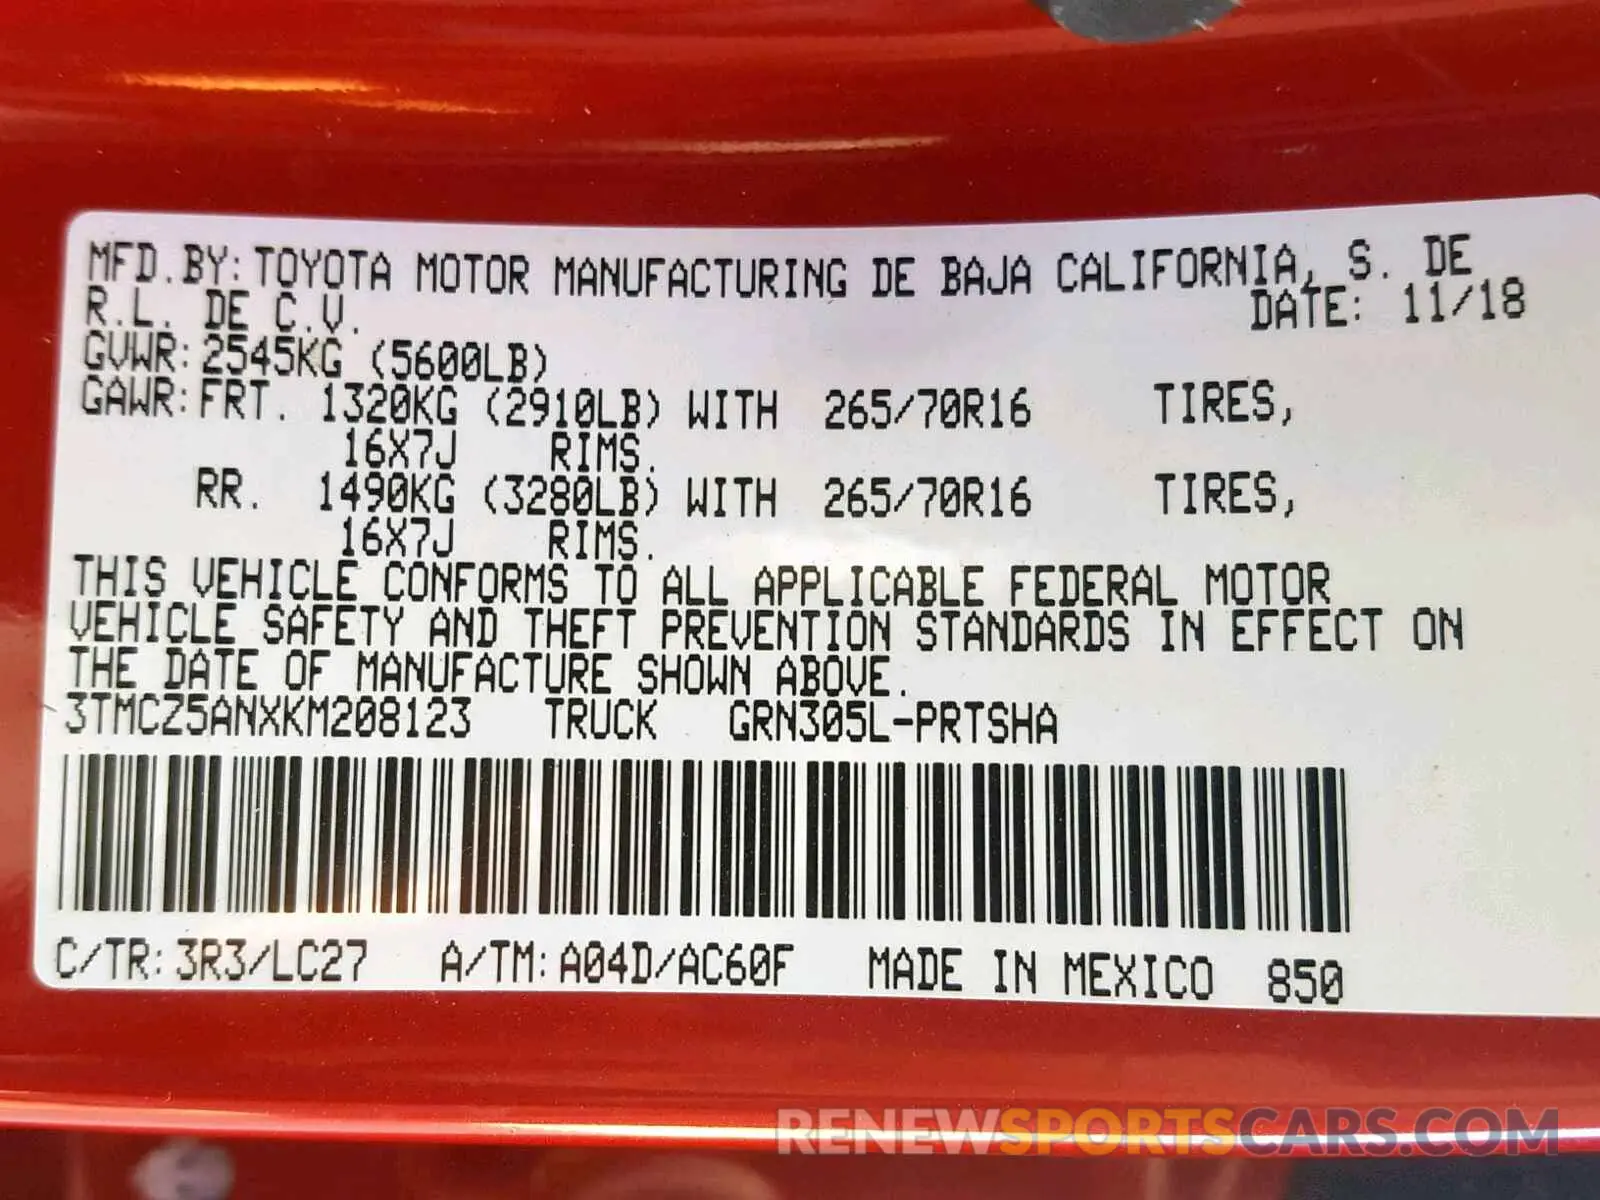 MFD.BY: TOYOTA MOTOR MANUFACTURING DE BAJA CALIFORNIA, S. DE
R.L. DE C.V. DATE: 11/18
GVWR: 2545KG (5600LB)
GAWR: FRT. 1320KG (2910LB) WITH 265/70R16 TIRES,
16X7J RIMS.
RR. 1490KG (3280LB) WITH 265/70R16 TIRES,
16X7J RIMS.
THIS VEHICLE CONFORMS TO ALL APPLICABLE FEDERAL MOTOR
VEHICLE SAFETY AND THEFT PREVENTION STANDARDS IN EFFECT ON
THE DATE OF MANUFACTURE SHOWN ABOVE.
3TMCZ5ANXKM208123 TRUCK GRN305L-PRTSHA
C/TR: 3R3/LC27 A/TM: A04D/AC60F MADE IN MEXICO 850
RENEWSPORTSCARS.COM